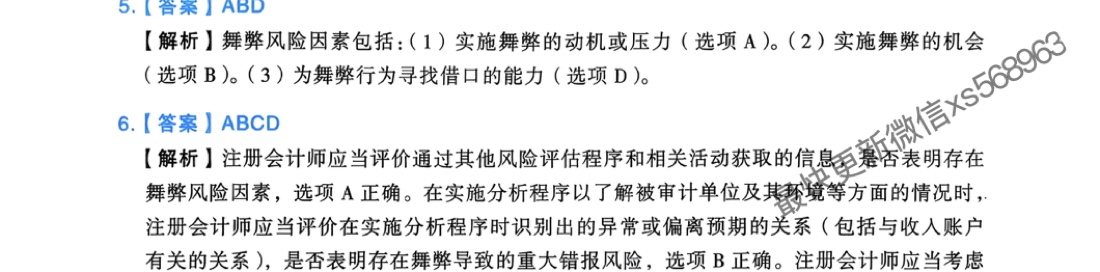 5.【答案】ABD
【解析】舞弊风险因素包括：（1）实施舞弊的动机或压力（选项 A）。（2）实施舞弊的机会
（选项 B）。（3）为舞弊行为寻找借口的能力（选项 D）。
6.【答案】ABCD
【解析】注册会计师应当评价通过其他风险评估程序和相关活动获取的信息，是否表明存在
舞弊风险因素，选项 A 正确。在实施分析程序以了解被审计单位及其环境等方面的情况时，
注册会计师应当评价在实施分析程序时识别出的异常或偏离预期的关系（包括与收入账户
有关的关系），是否表明存在舞弊导致的重大错报风险，选项 B 正确。注册会计师应当考虑
最快更新微信xs568963